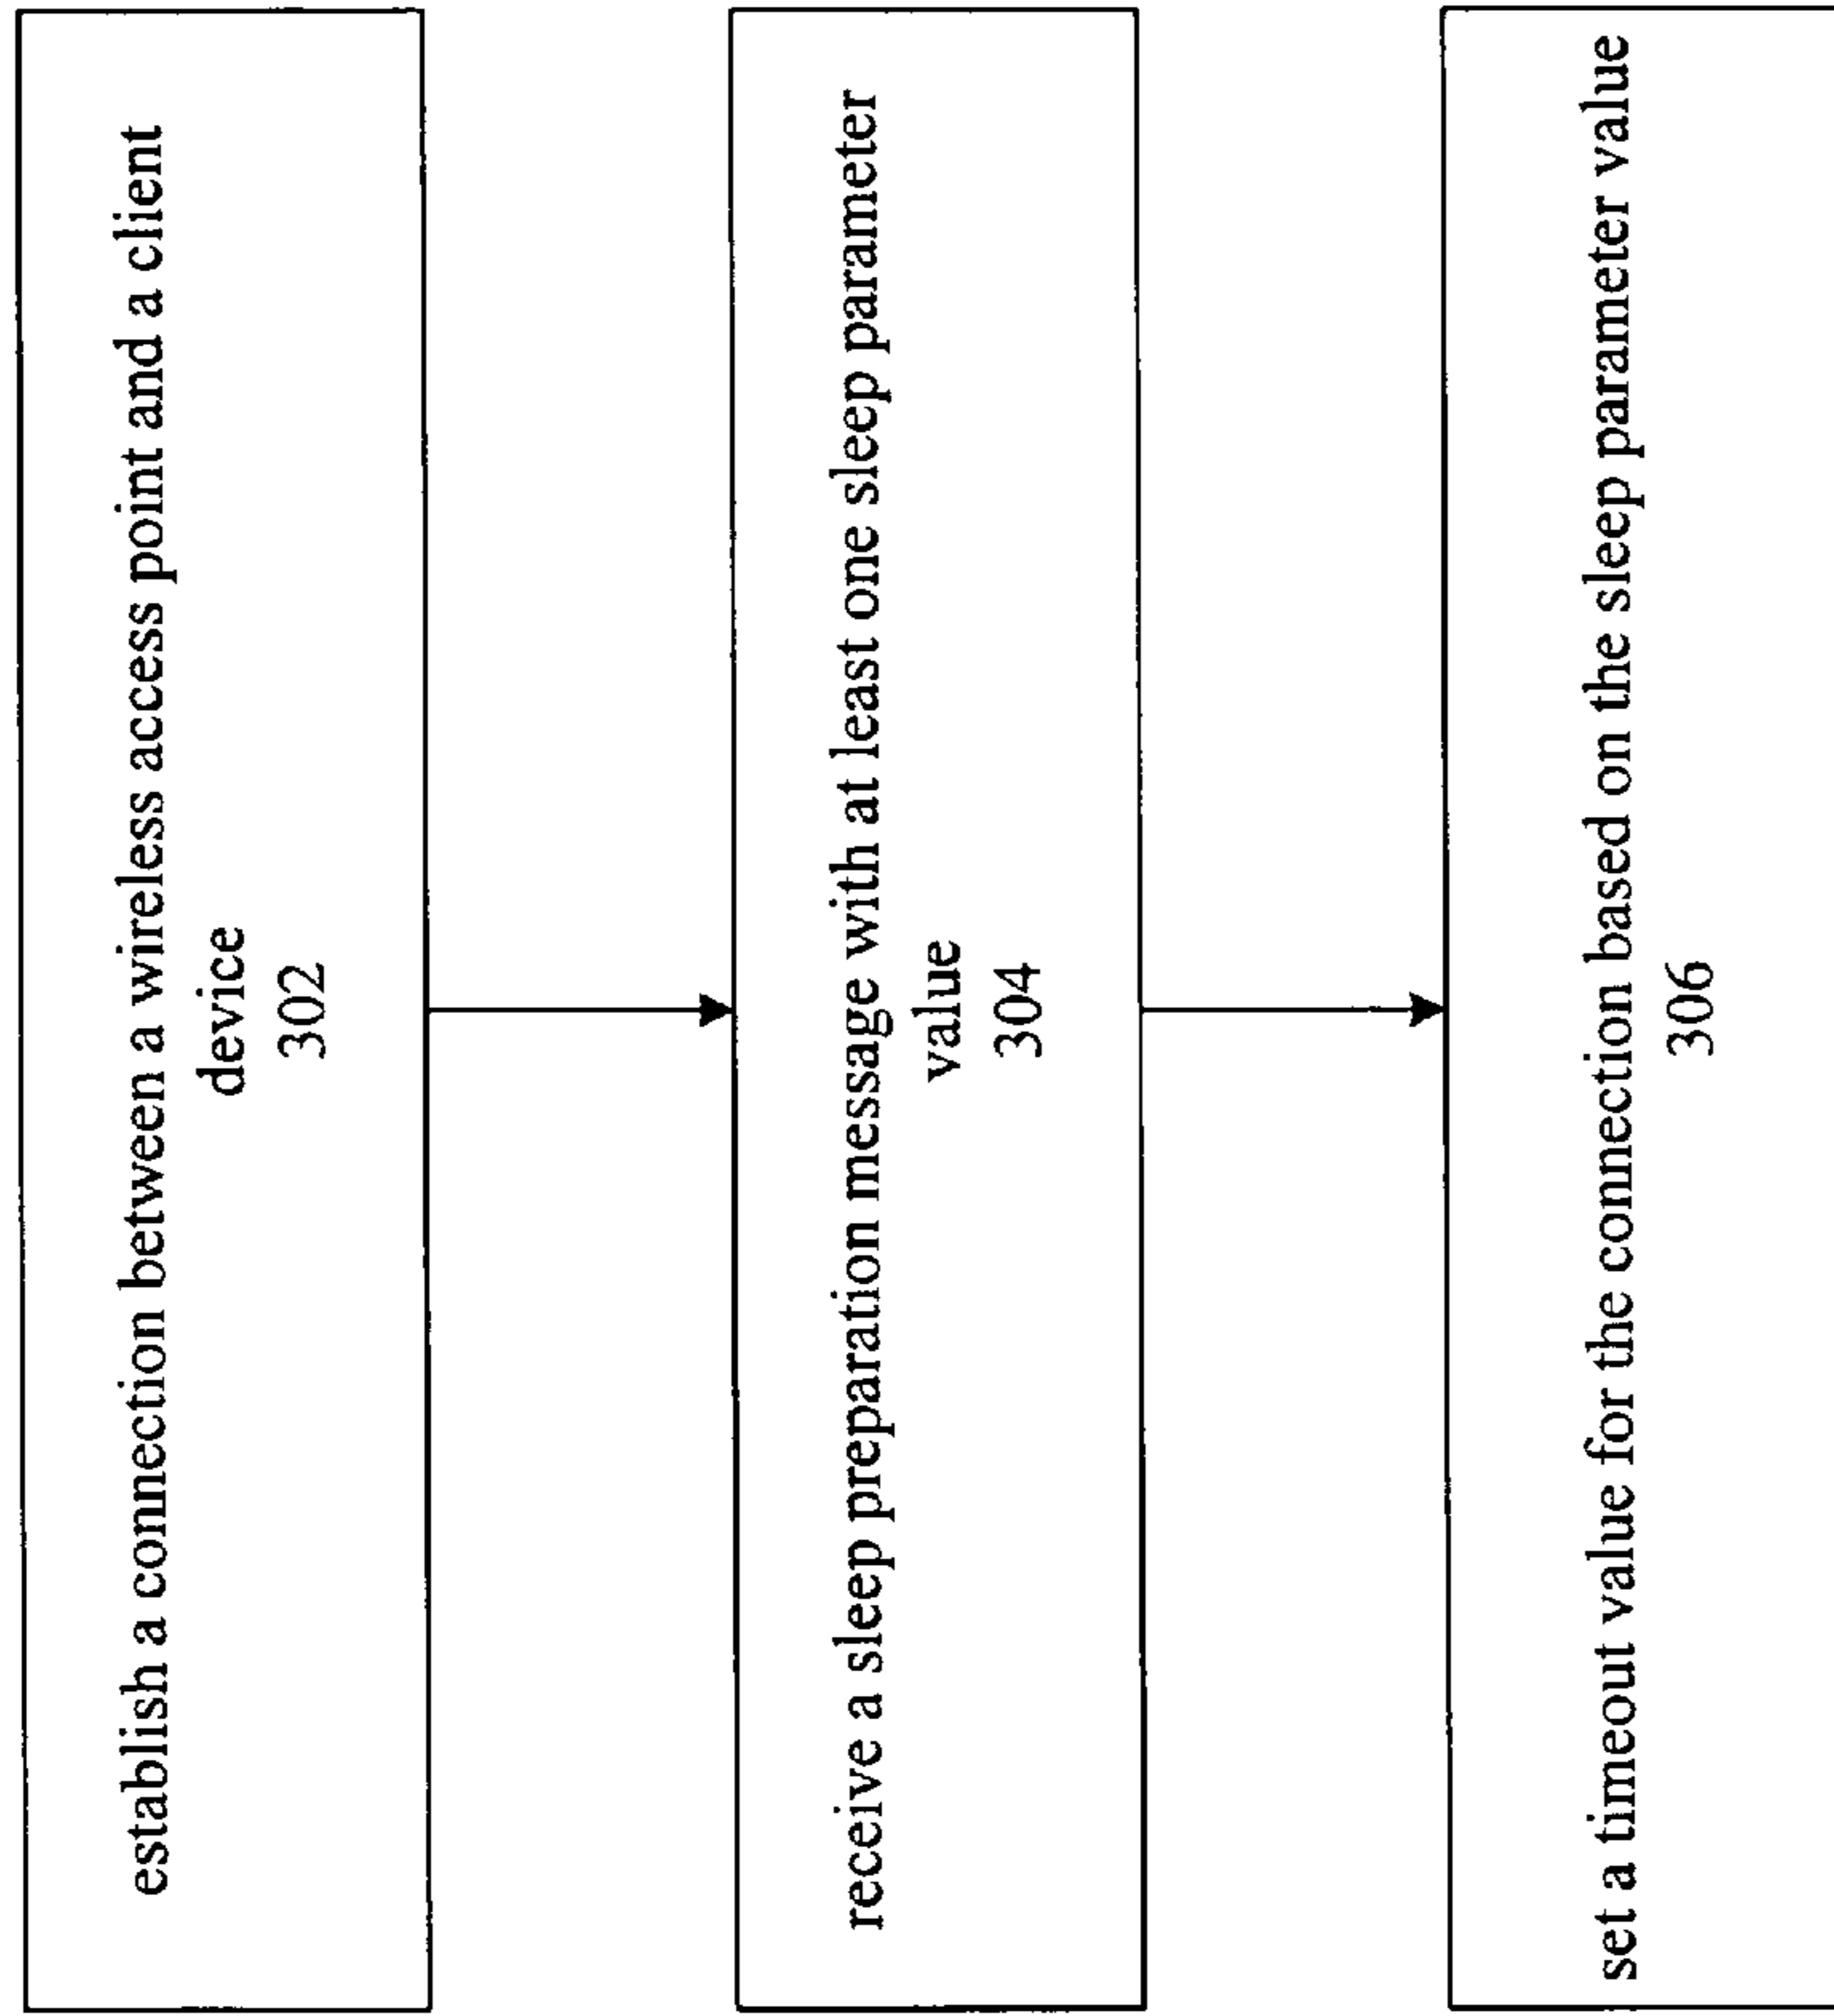 establish a connection between a wireless access point and a client
device
302
receive a sleep preparation message with at least one sleep parameter
value
304
set a timeout value for the connection based on the sleep parameter value
306